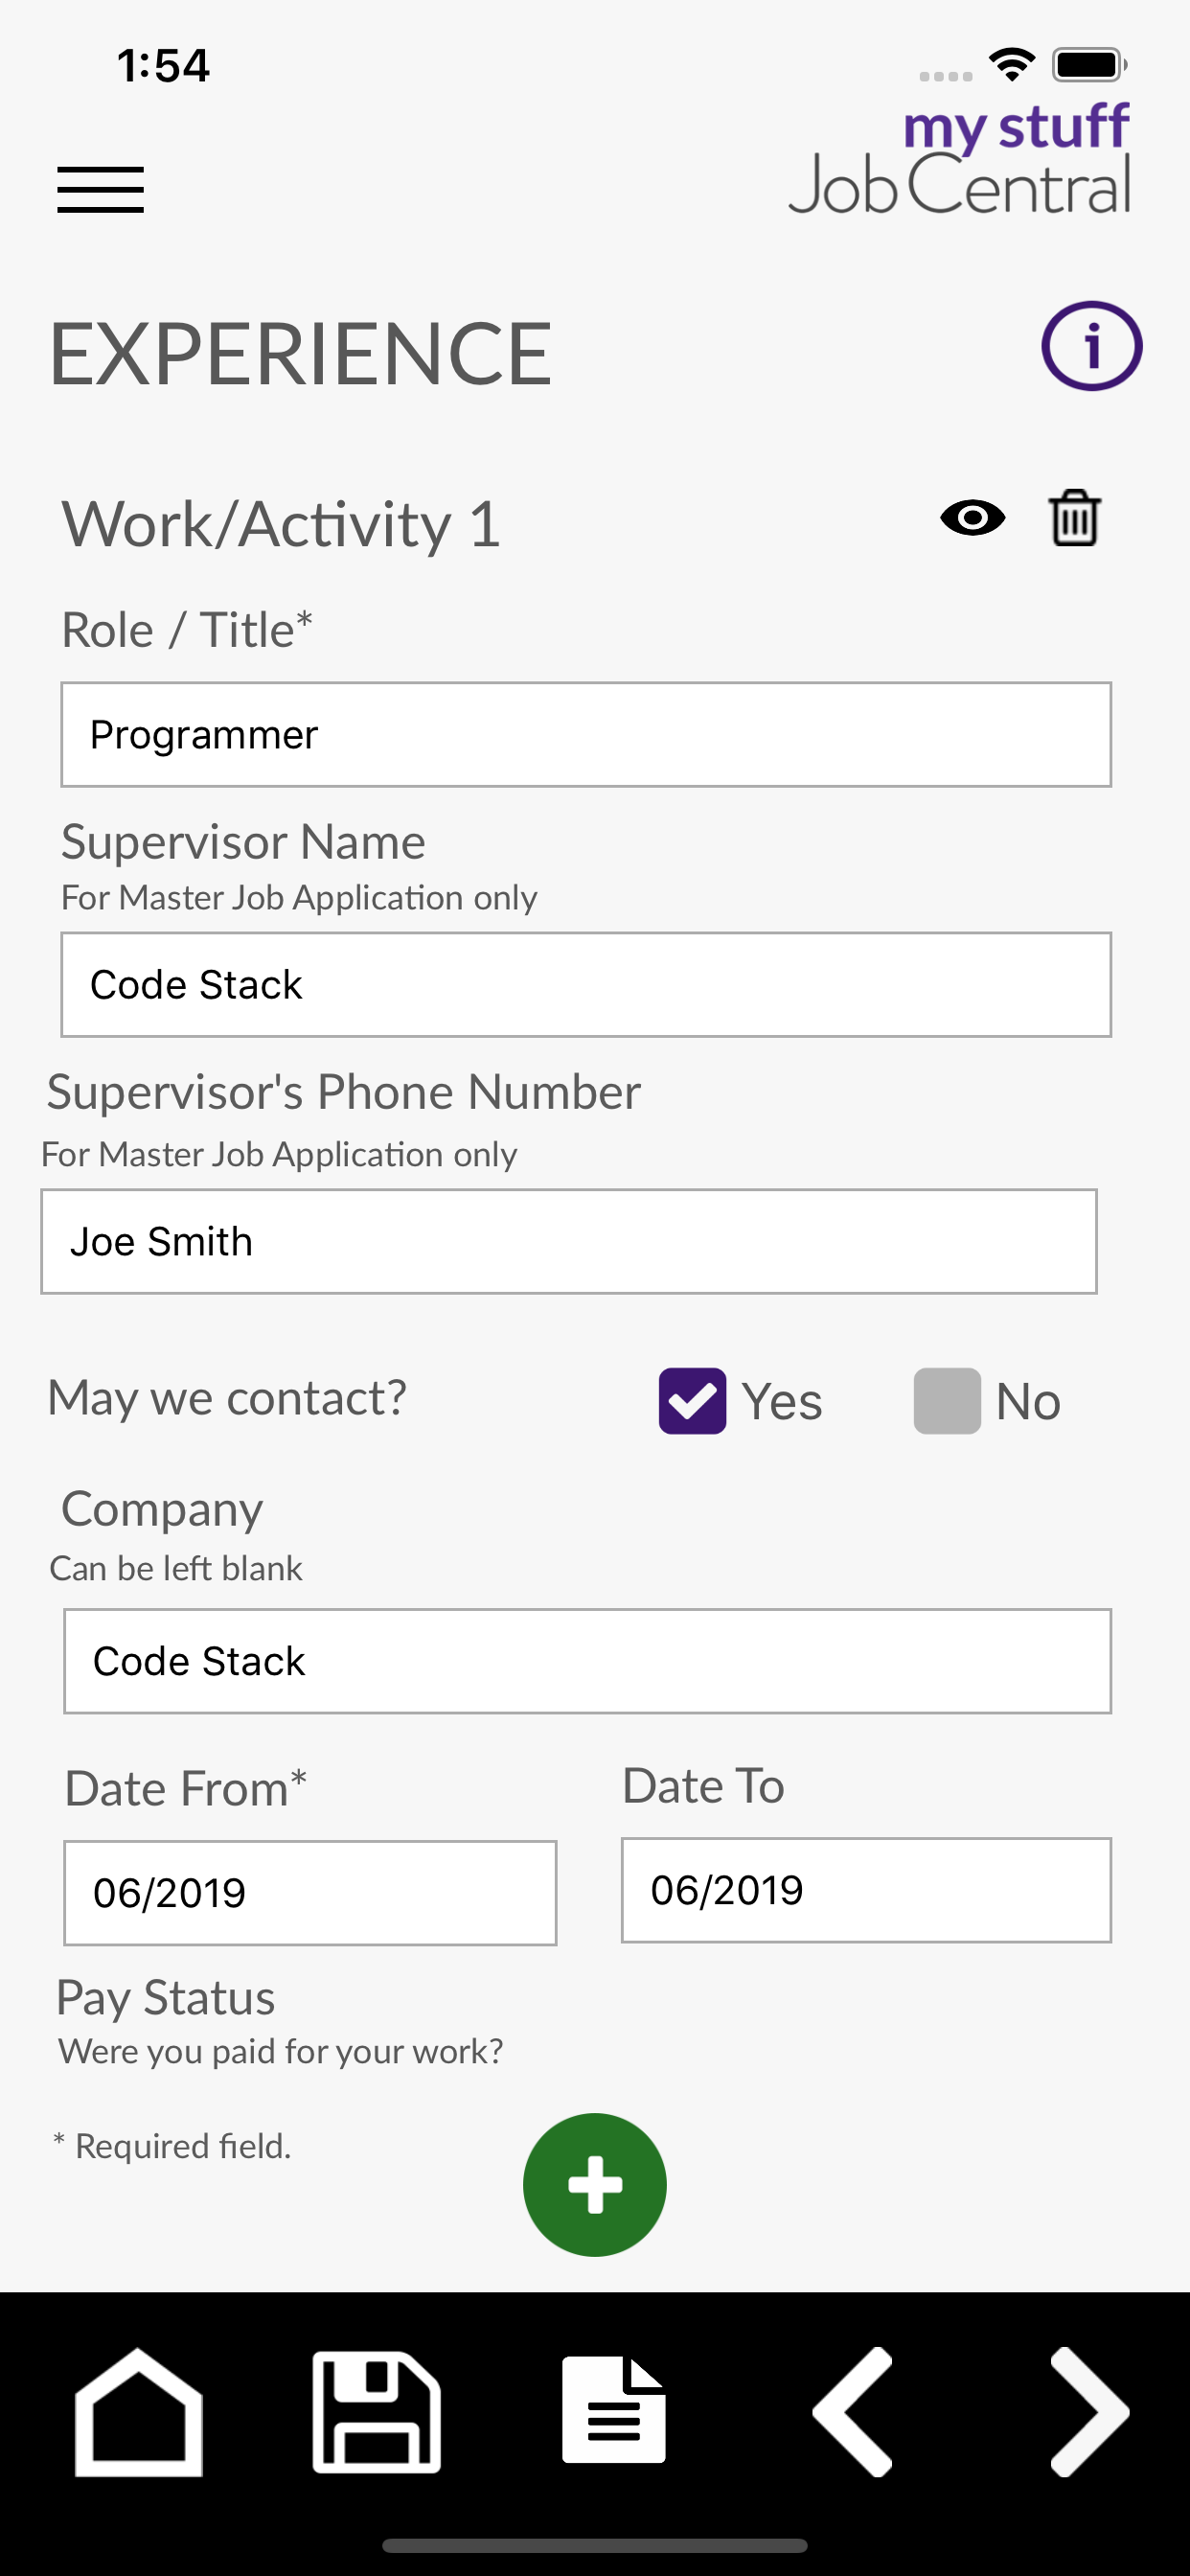 1:54
my stuff
Job Central
EXPERIENCE
i
Work/Activity 1
Role / Title*
Programmer
Supervisor Name
For Master Job Application only
Code Stack
Supervisor's Phone Number
For Master Job Application only
Joe Smith
May we contact? Yes No
Company
Can be left blank
Code Stack
Date From* Date To
06/2019 06/2019
Pay Status
Were you paid for your work?
* Required field.